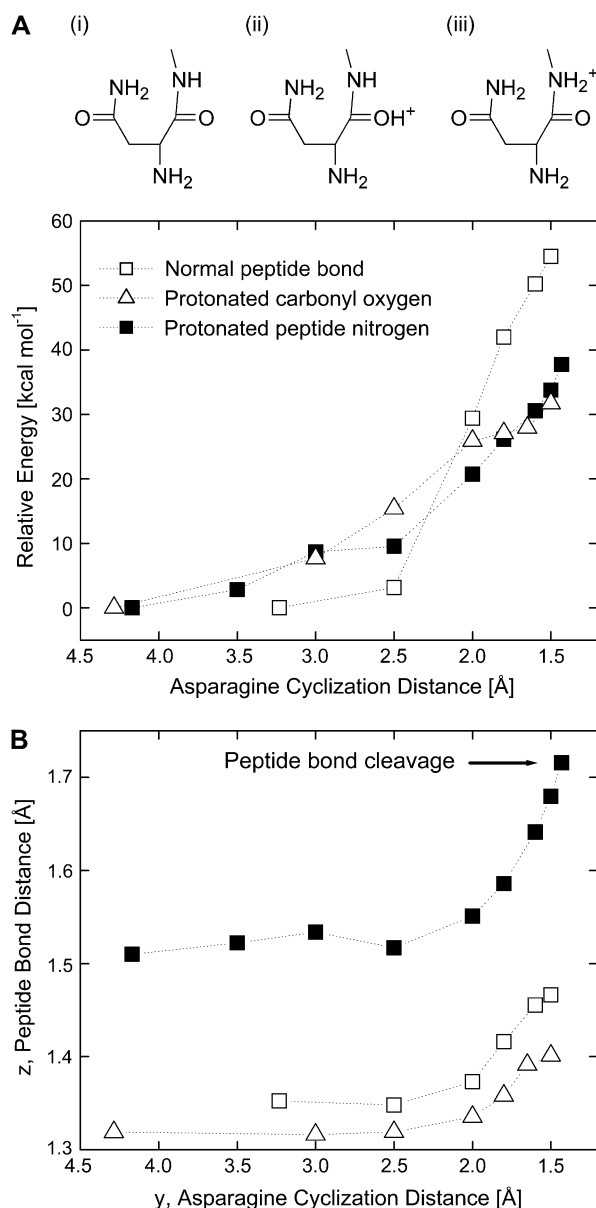 A (i) (ii) (iii)
NH₂ NH NH₂ NH NH₂ NH₂⁺
O O O OH⁺ O O
NH₂ NH₂ NH₂
60
50
40
30
20
10
0
Relative Energy [kcal mol⁻¹]
Normal peptide bond
Protonated carbonyl oxygen
Protonated peptide nitrogen
4.5 4.0 3.5 3.0 2.5 2.0 1.5
Asparagine Cyclization Distance [Å]
B
Peptide bond cleavage
1.7
1.6
1.5
1.4
1.3
z, Peptide Bond Distance [Å]
4.5 4.0 3.5 3.0 2.5 2.0 1.5
y, Asparagine Cyclization Distance [Å]